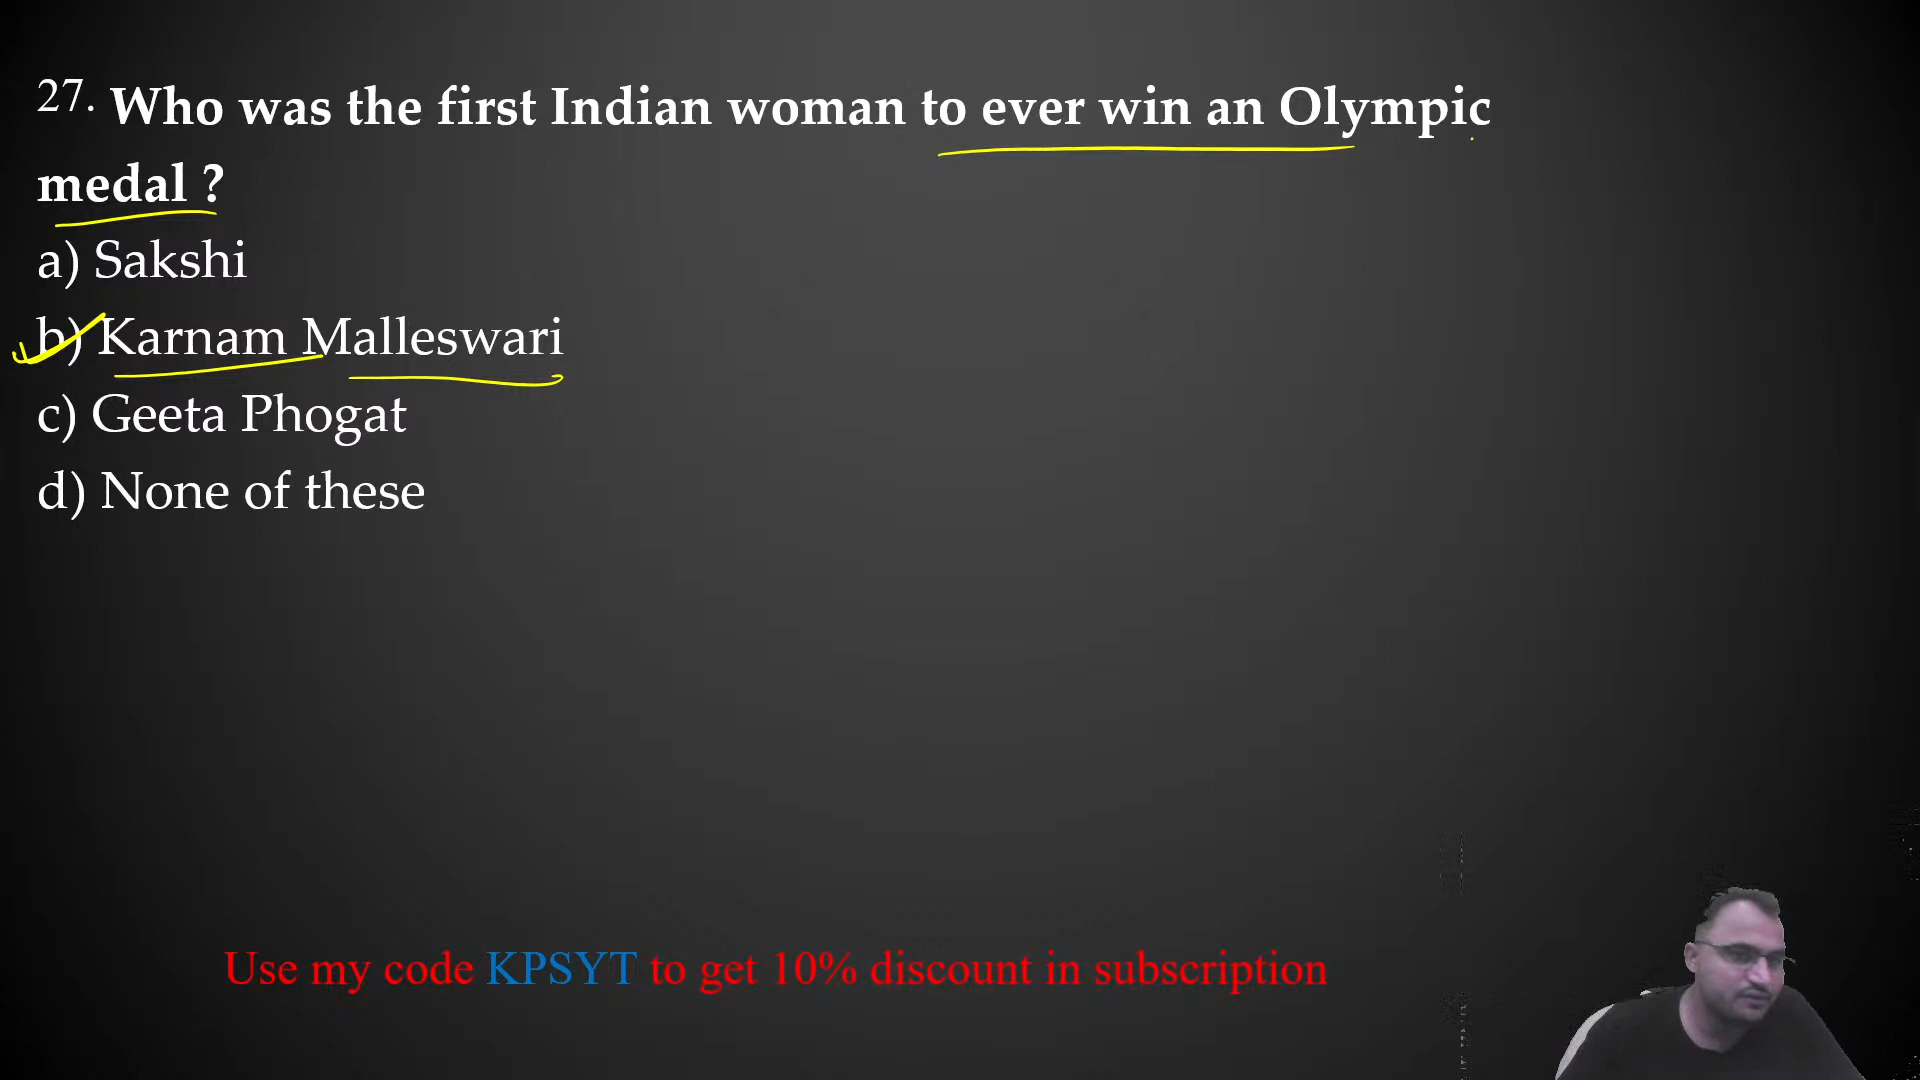 27. Who was the first Indian woman to ever win an Olympic
medal ?
a) Sakshi
b) Karnam Malleswari
c) Geeta Phogat
d) None of these
Use my code KPSYT to get 10% discount in subscription